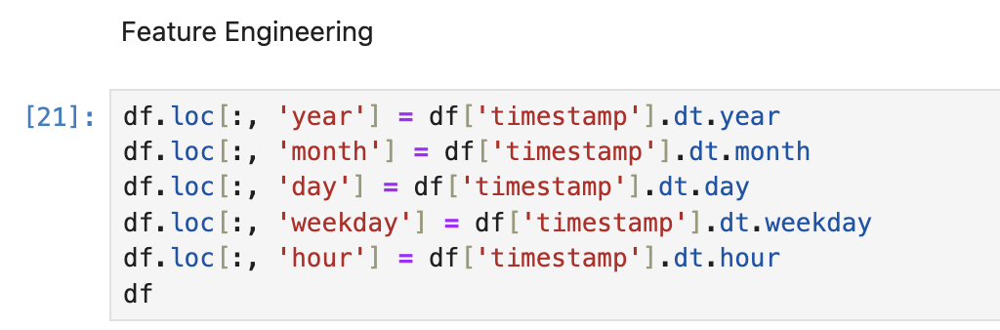 Feature Engineering
[21]:
df.loc[:, 'year'] = df['timestamp'].dt.year
df.loc[:, 'month'] = df['timestamp'].dt.month
df.loc[:, 'day'] = df['timestamp'].dt.day
df.loc[:, 'weekday'] = df['timestamp'].dt.weekday
df.loc[:, 'hour'] = df['timestamp'].dt.hour
df